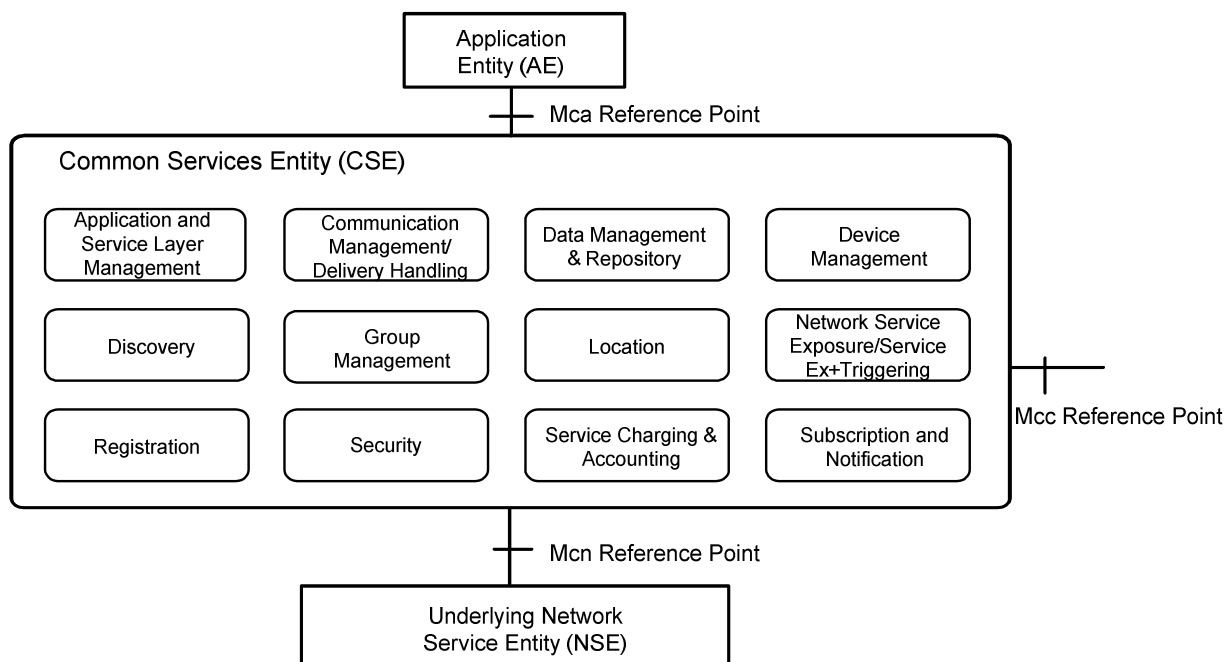 Application
Entity (AE)
Mca Reference Point
Common Services Entity (CSE)
Application and
Service Layer
Management
Communication
Management/
Delivery Handling
Data Management
& Repository
Device
Management
Discovery
Group
Management
Location
Network Service
Exposure/Service
Ex+Triggering
Mcc Reference Point
Registration
Security
Service Charging &
Accounting
Subscription and
Notification
Mcn Reference Point
Underlying Network
Service Entity (NSE)